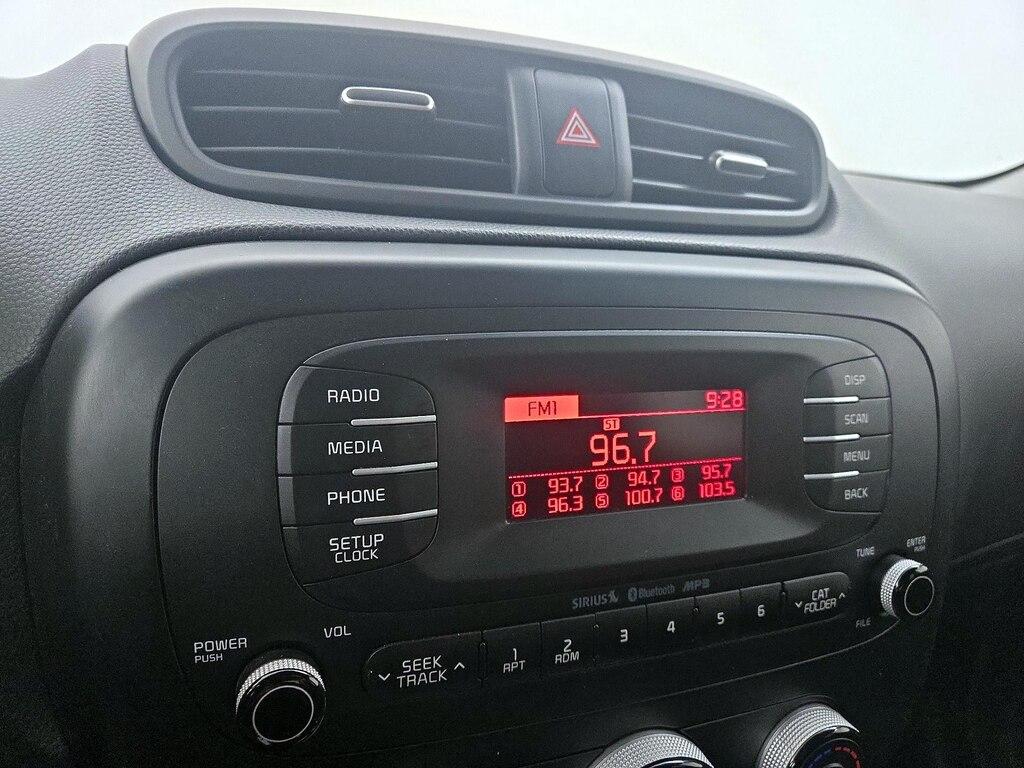 RADIO
MEDIA
PHONE
SETUP
CLOCK
FM1 9:28
ST
96.7
1 93.7 2 94.7 3 95.7
4 96.3 5 100.7 6 103.5
DISP
SCAN
MENU
BACK
SIRIUS Bluetooth MP3
POWER
PUSH
VOL
SEEK
TRACK
1
RPT
2
RDM
3
4
5
6
CAT
FOLDER
TUNE
FILE
ENTER
PUSH